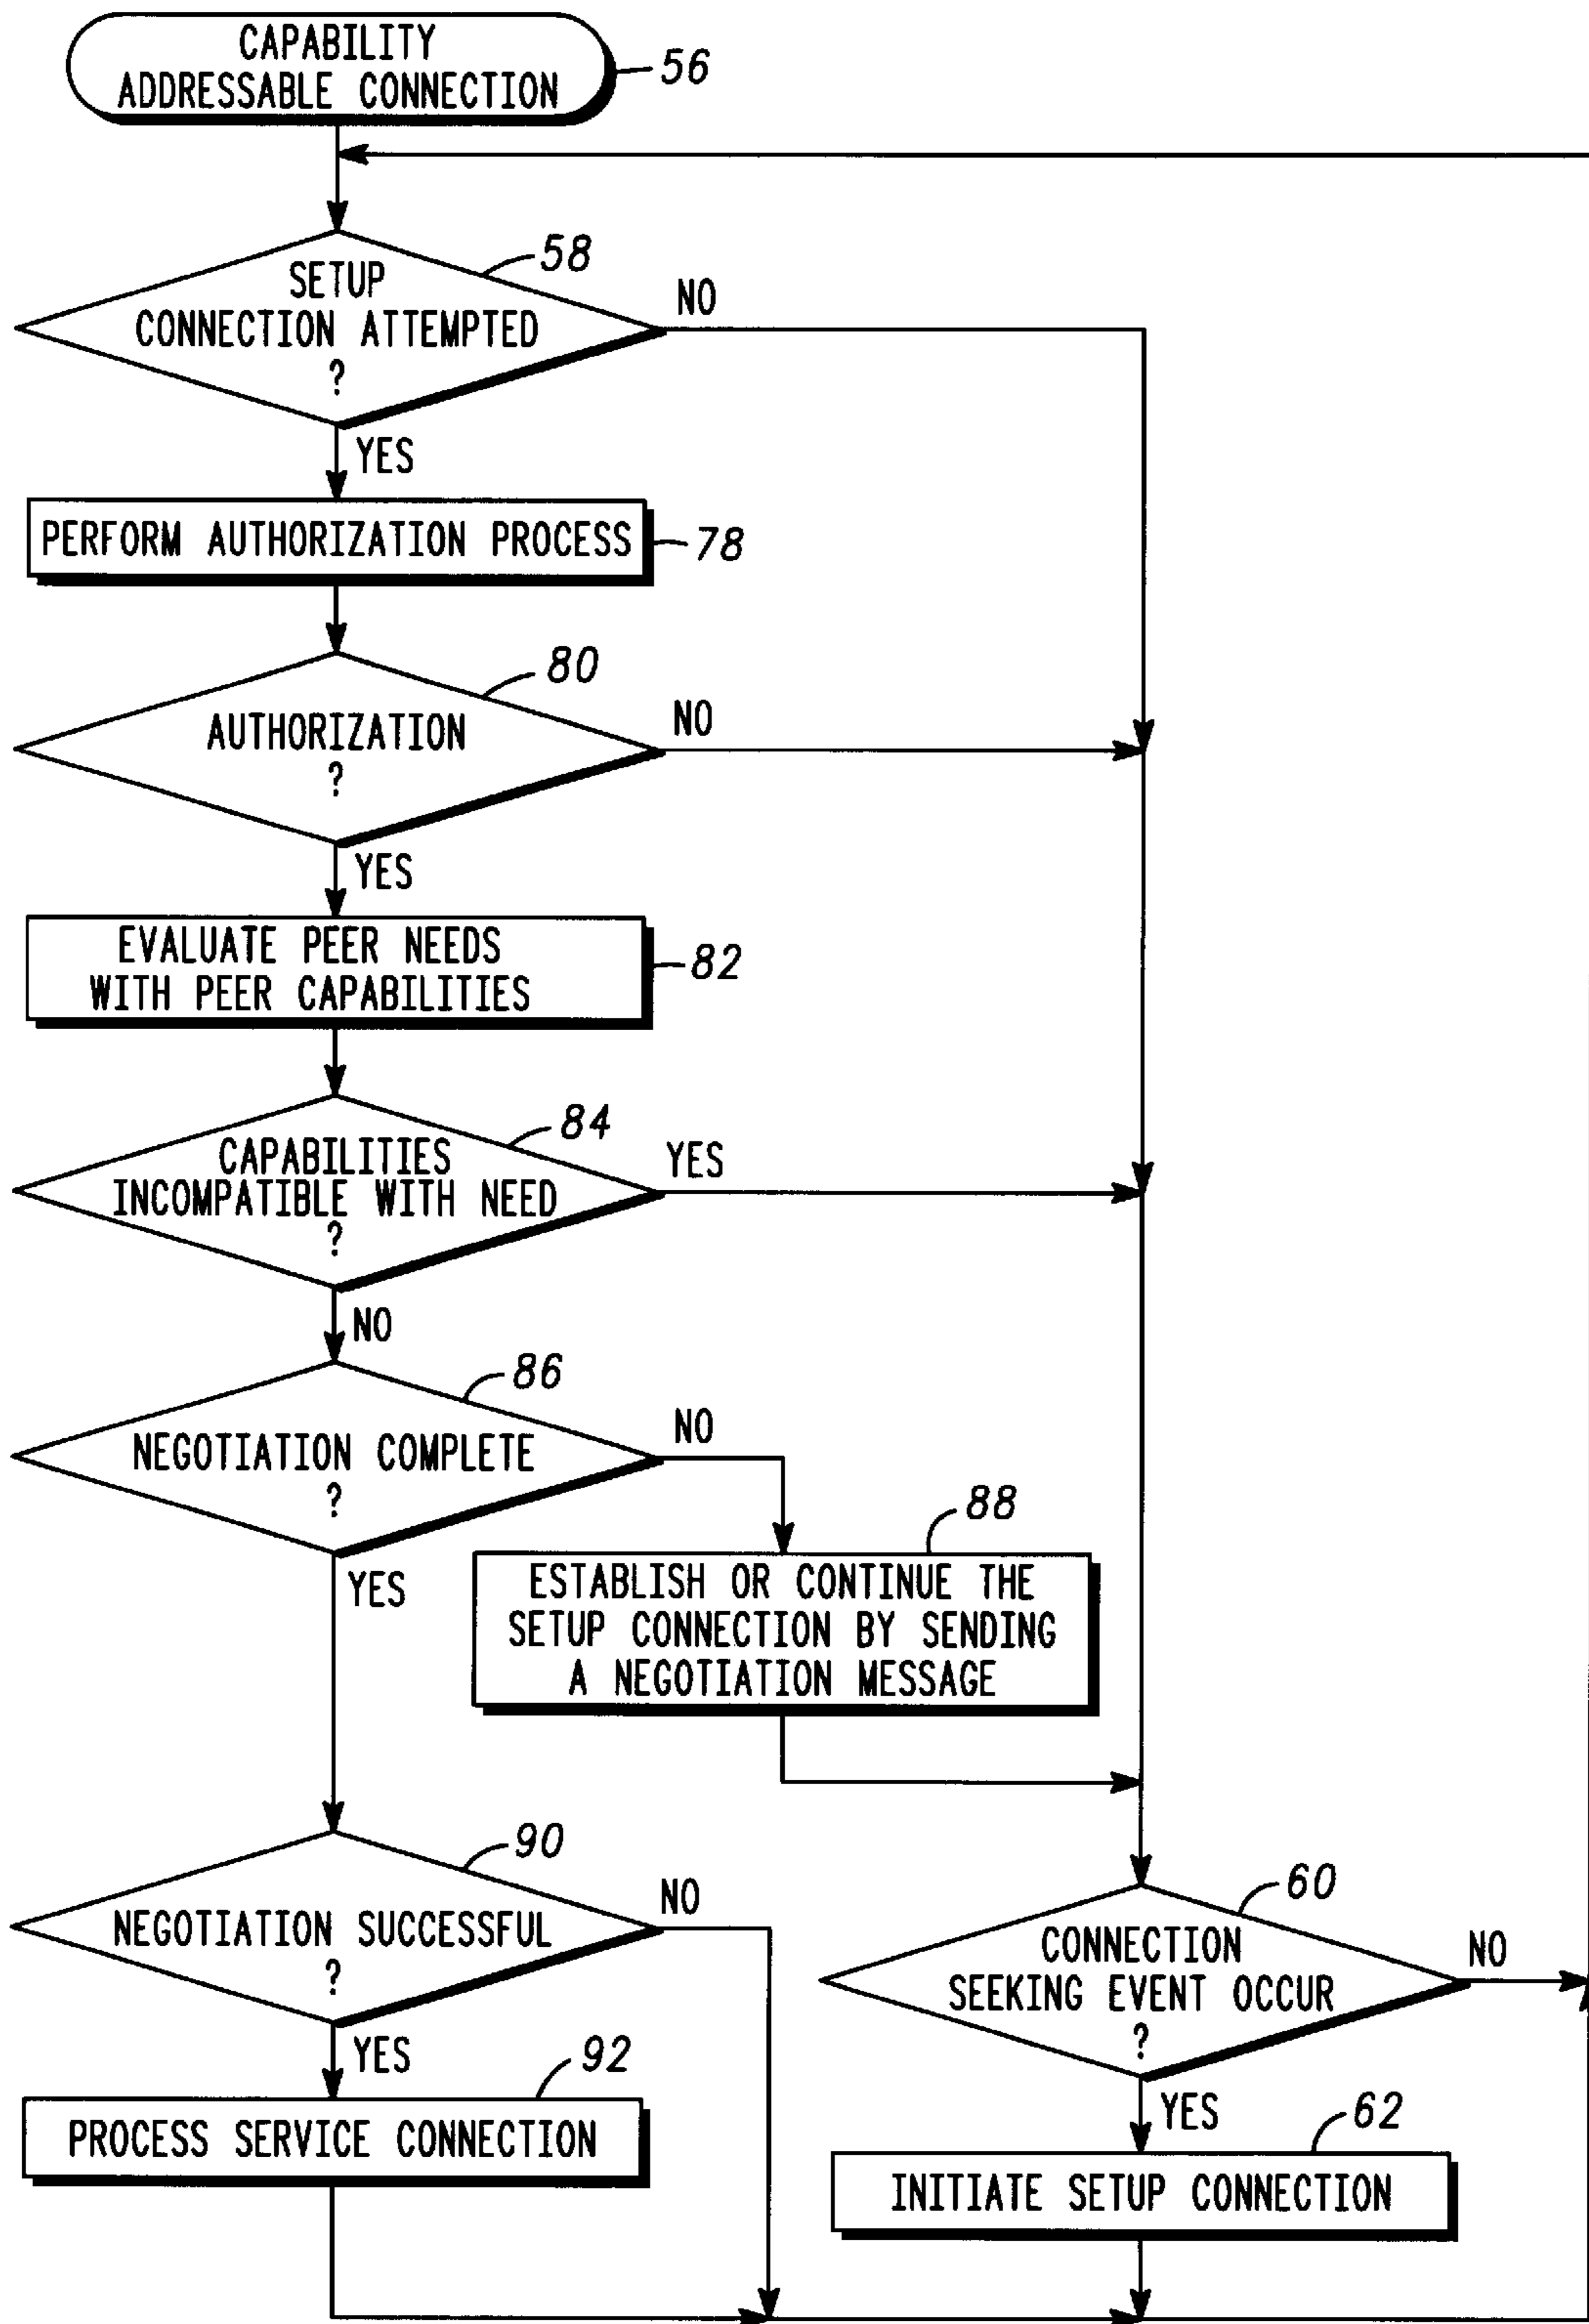 CAPABILITY
ADDRESSABLE CONNECTION
56
58
SETUP
CONNECTION ATTEMPTED
?
NO
YES
PERFORM AUTHORIZATION PROCESS
78
80
AUTHORIZATION
?
NO
YES
EVALUATE PEER NEEDS
WITH PEER CAPABILITIES
82
84
CAPABILITIES
INCOMPATIBLE WITH NEED
?
YES
NO
86
NEGOTIATION COMPLETE
?
NO
YES
88
ESTABLISH OR CONTINUE THE
SETUP CONNECTION BY SENDING
A NEGOTIATION MESSAGE
90
NEGOTIATION SUCCESSFUL
?
NO
YES
92
PROCESS SERVICE CONNECTION
60
CONNECTION
SEEKING EVENT OCCUR
?
NO
YES
62
INITIATE SETUP CONNECTION